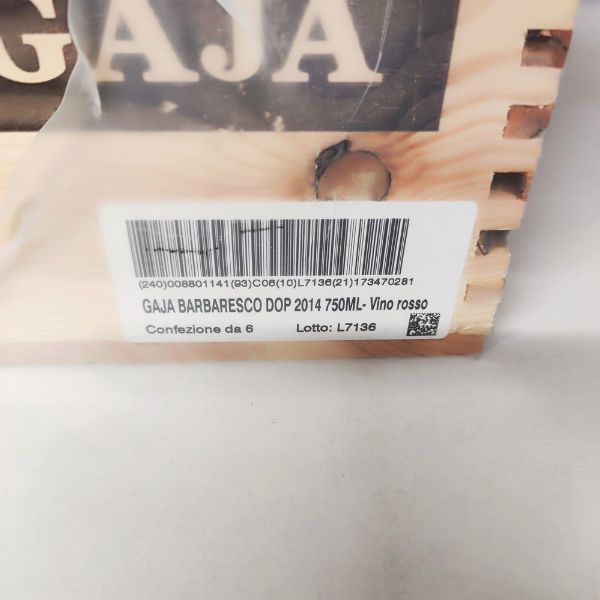 GAJA
(240)008801141(93)C06(10)L7136(21)173470281
GAJA BARBARESCO DOP 2014 750ML- Vino rosso
Confezione da 6 Lotto: L7136